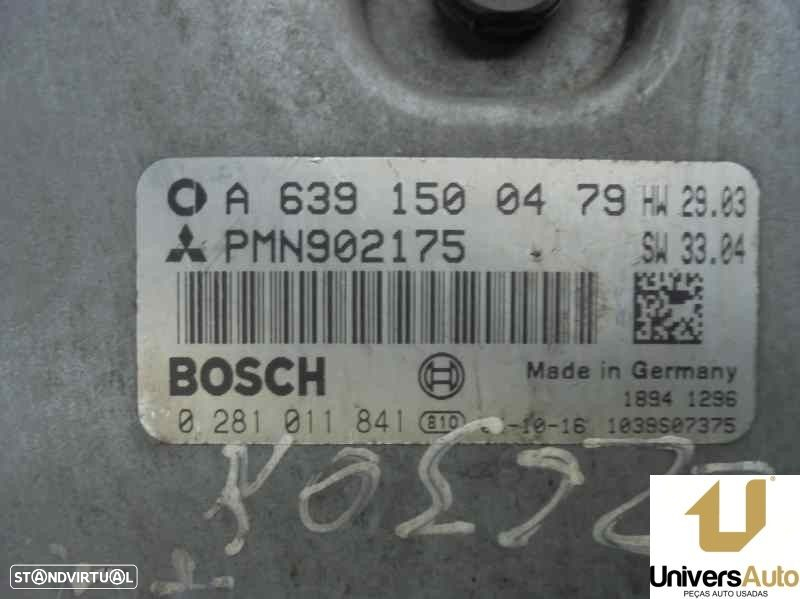 A 639 150 04 79 HW 29.03
PMN902175 SW 33.04
BOSCH
Made in Germany
1894 1296
0 281 011 841 810 -10-16 1039S07375
UniversAuto
PEÇAS AUTO USADAS
STANDVIRTUAL